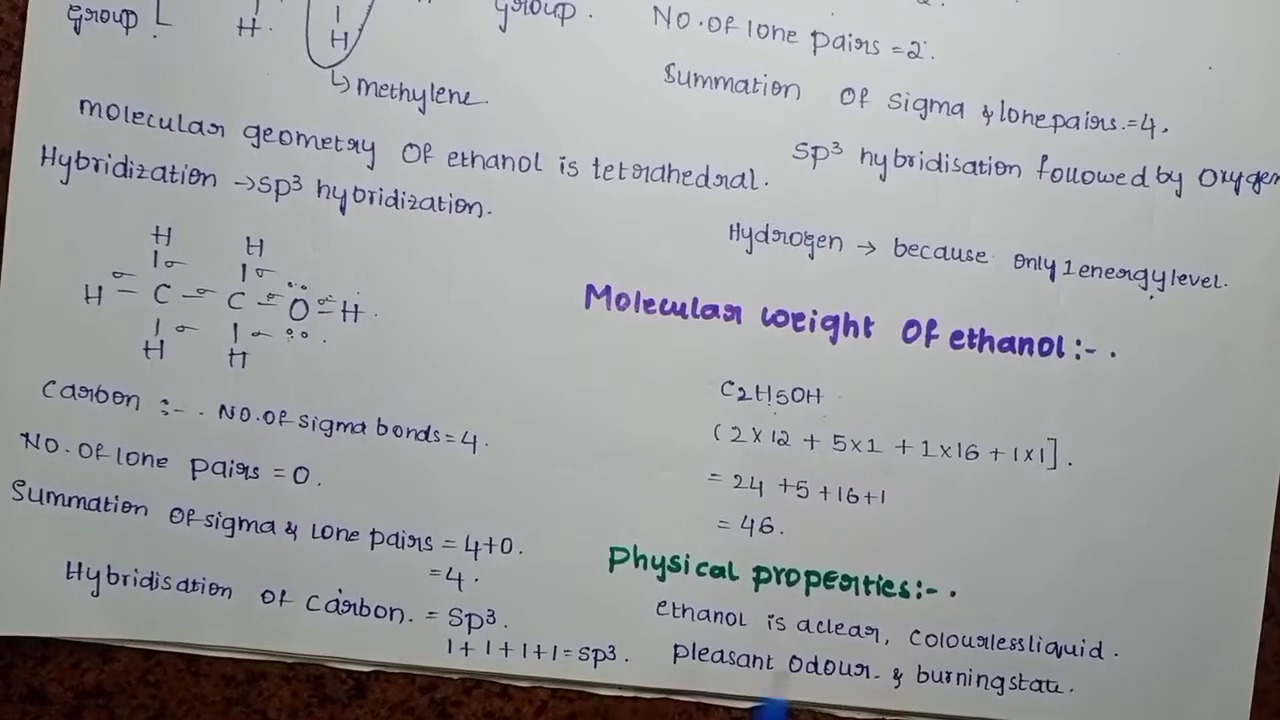 Group
H.
H
↳ methylene.
molecular geometry Of ethanol is tetrahedral.
Hybridization → sp³ hybridization.
H H
| σ | σ
H –σ C –σ C –σ O –σ H.
| σ | σ
H H
Carbon :- . NO.Of sigma bonds = 4.
NO. Of lone pairs = 0.
Summation Of sigma & lone pairs = 4+0.
= 4.
Hybridisation of carbon. = Sp³.
1 + 1 + 1 + 1 = Sp³.
Group.
NO.Of lone pairs = 2.
Summation Of sigma & lonepairs. = 4.
Sp³ hybridisation followed by Oxygen
Hydrogen → because only 1 energy level.
Molecular weight Of ethanol :- .
C2H5OH
( 2 × 12 + 5×1 + 1×16 + 1×1] .
= 24 +5 +16+1
= 46.
Physical properties:- .
ethanol is a clear, colourless liquid.
Pleasant Odour. & burning state.